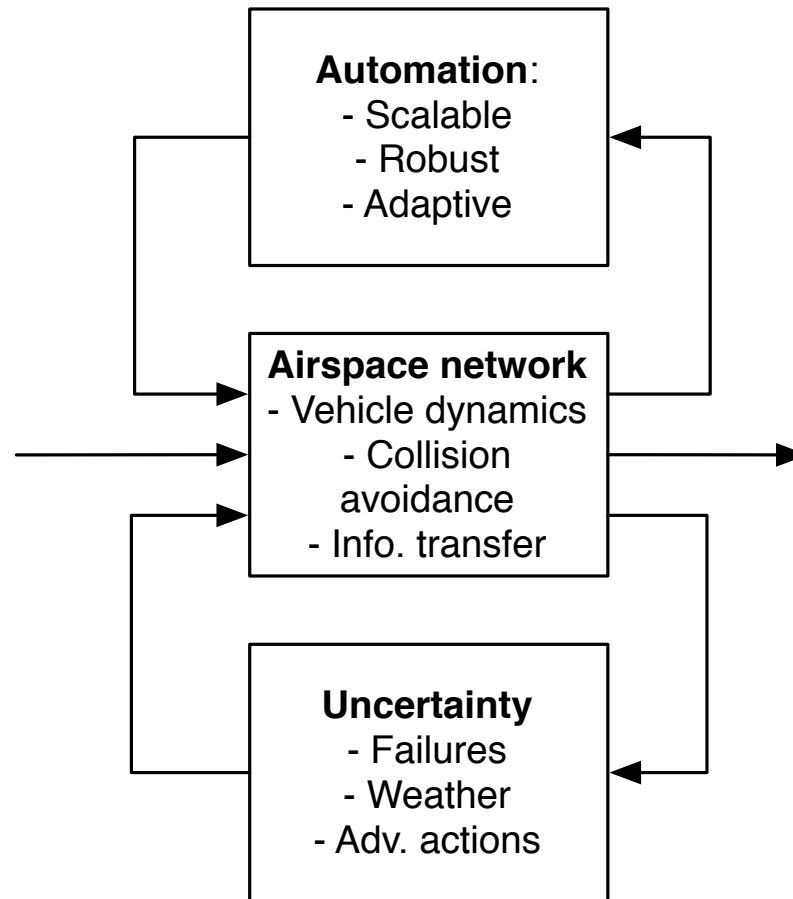 Automation:
- Scalable
- Robust
- Adaptive
Airspace network
- Vehicle dynamics
- Collision
avoidance
- Info. transfer
Uncertainty
- Failures
- Weather
- Adv. actions